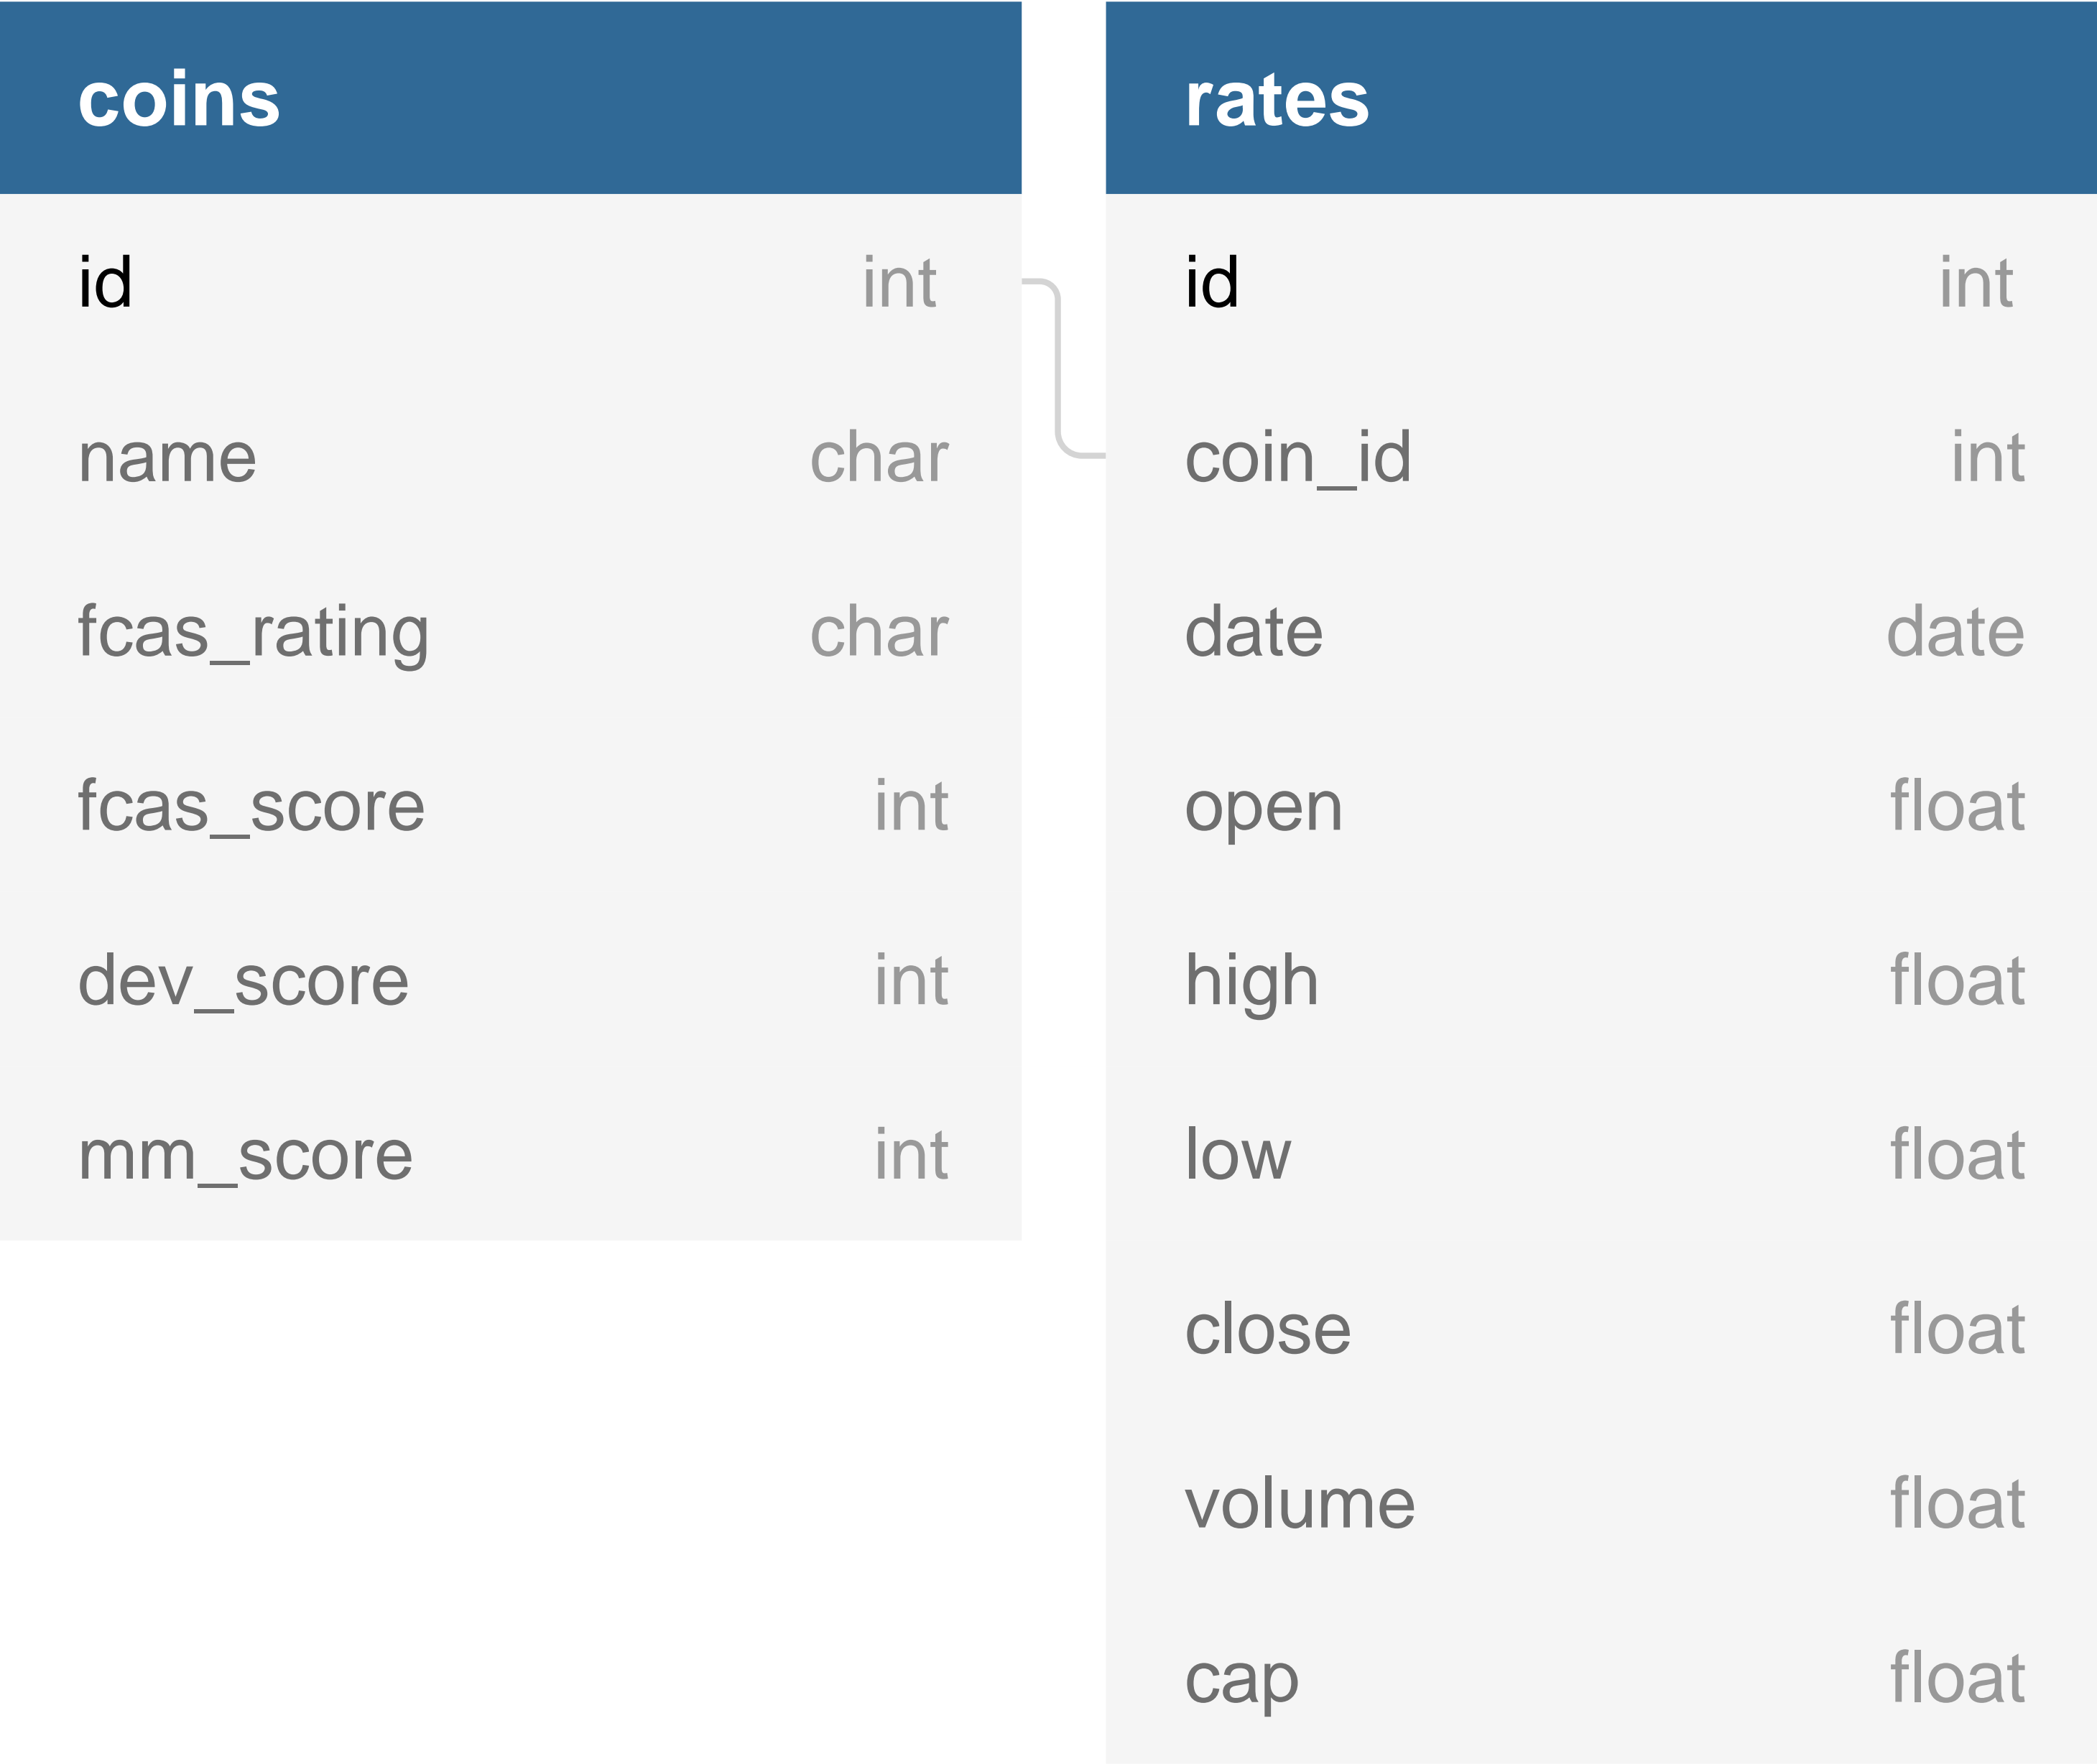 coins
id int
name char
fcas_rating char
fcas_score int
dev_score int
mm_score int
rates
id int
coin_id int
date date
open float
high float
low float
close float
volume float
cap float